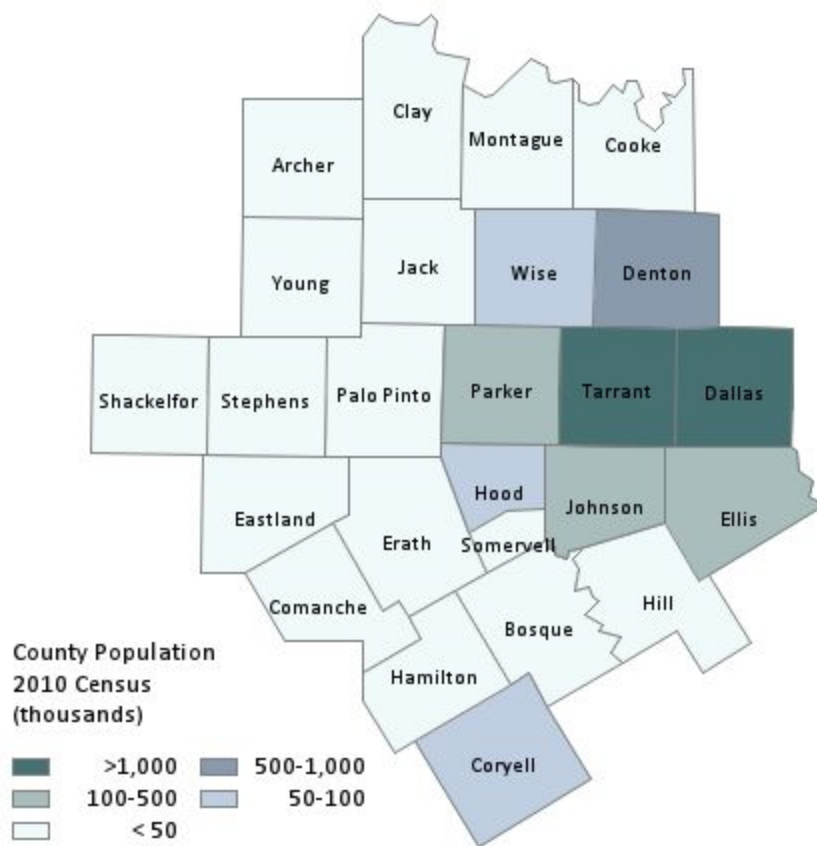 Clay
Montague
Cooke
Archer
Jack
Wise
Denton
Young
Shackelfor
Stephens
Palo Pinto
Parker
Tarrant
Dallas
Hood
Johnson
Ellis
Eastland
Erath
Somervell
Comanche
Hill
Bosque
Hamilton
Coryell
County Population
2010 Census
(thousands)
>1,000
500-1,000
100-500
50-100
< 50